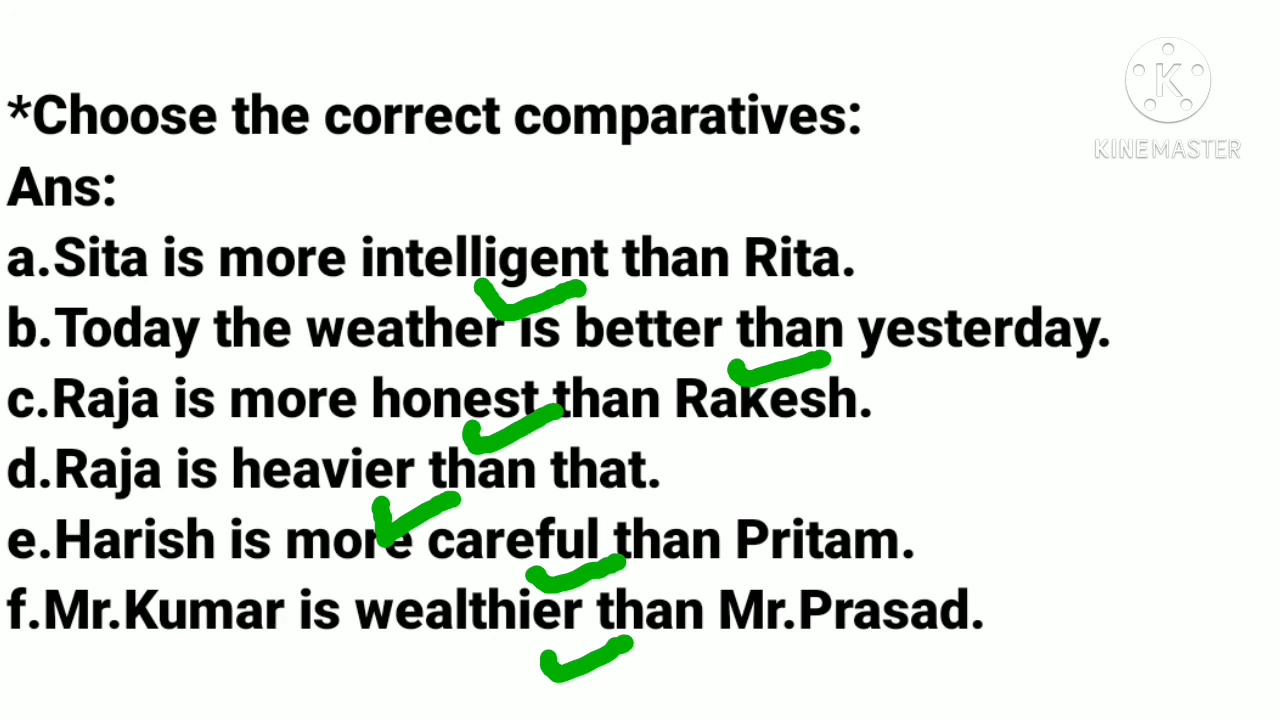 *Choose the correct comparatives:
KINEMASTER
Ans:
a.Sita is more intelligent than Rita.
b.Today the weather is better than yesterday.
c.Raja is more honest than Rakesh.
d.Raja is heavier than that.
e.Harish is more careful than Pritam.
f.Mr.Kumar is wealthier than Mr.Prasad.